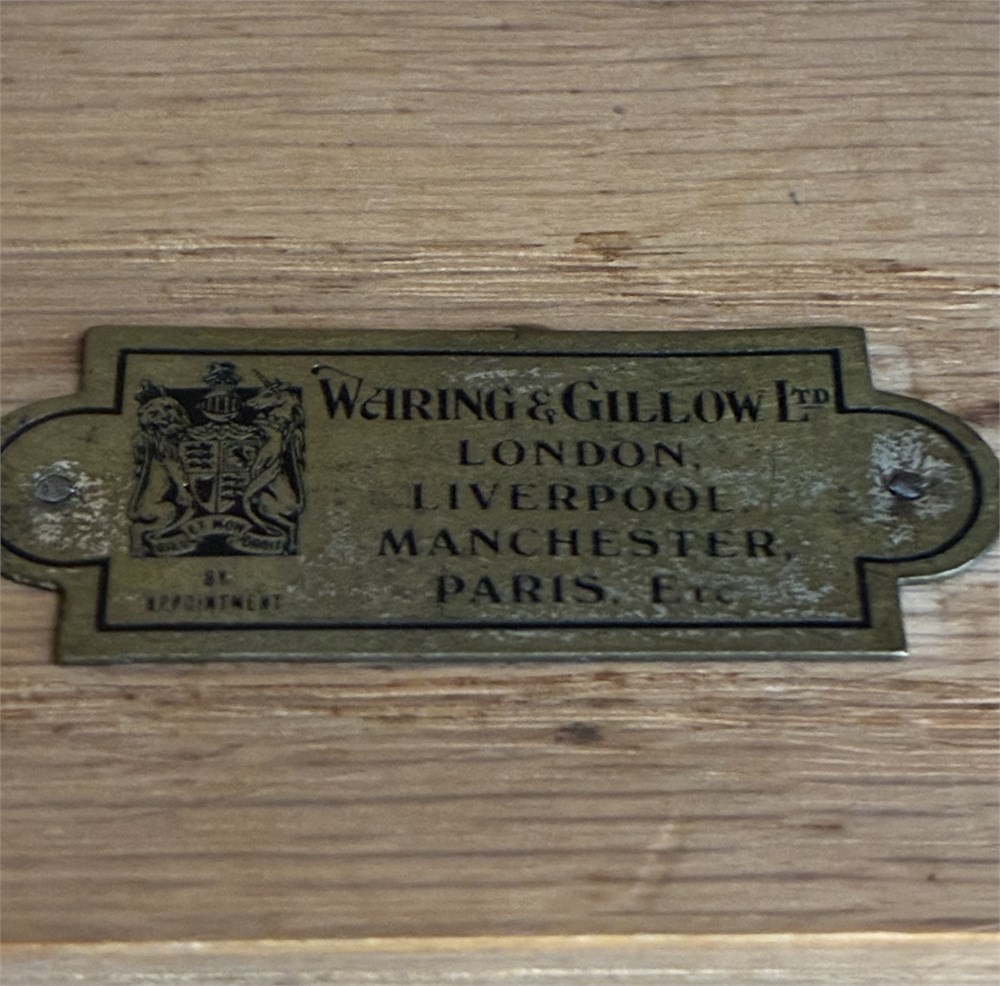 WARING & GILLOW LTD
LONDON,
LIVERPOOL,
MANCHESTER,
PARIS, ETC
BY
APPOINTMENT